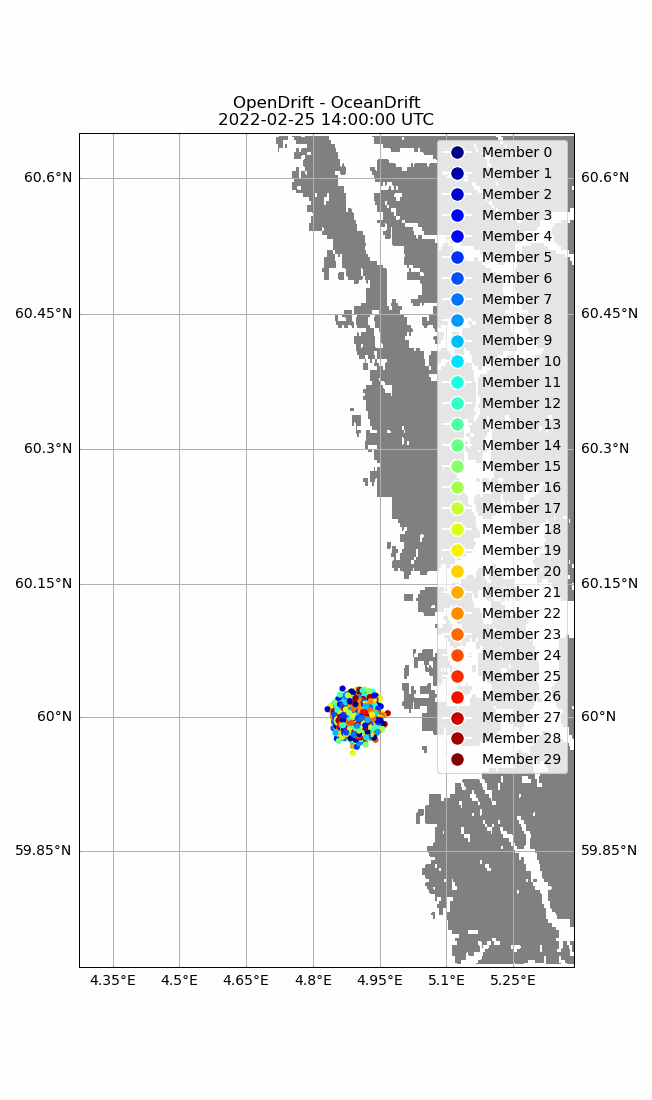 OpenDrift - OceanDrift
2022-02-25 14:00:00 UTC
Member 0
Member 1
Member 2
Member 3
Member 4
Member 5
Member 6
Member 7
Member 8
Member 9
Member 10
Member 11
Member 12
Member 13
Member 14
Member 15
Member 16
Member 17
Member 18
Member 19
Member 20
Member 21
Member 22
Member 23
Member 24
Member 25
Member 26
Member 27
Member 28
Member 29
60.6°N 60.6°N
60.45°N 60.45°N
60.3°N 60.3°N
60.15°N 60.15°N
60°N 60°N
59.85°N 59.85°N
4.35°E 4.5°E 4.65°E 4.8°E 4.95°E 5.1°E 5.25°E